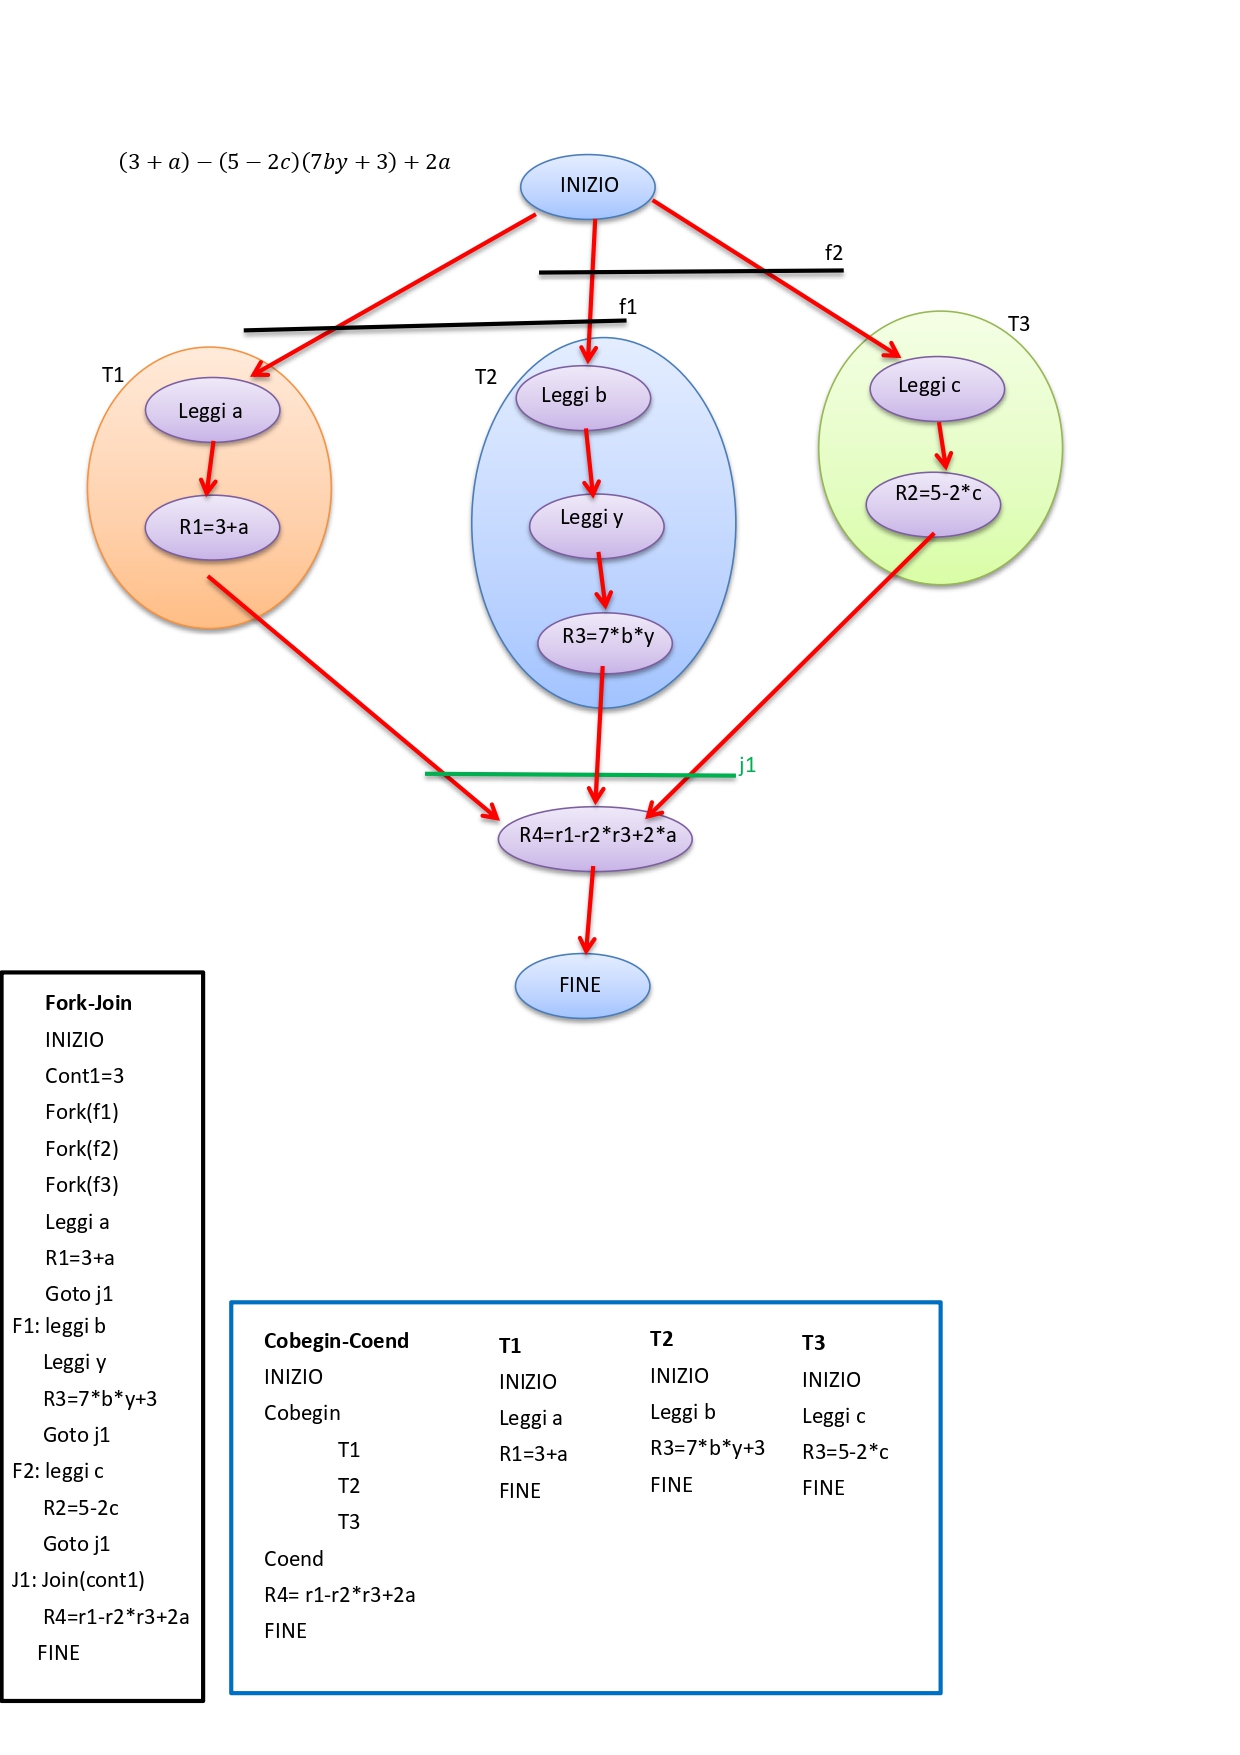 (3 + a) − (5 − 2c)(7by + 3) + 2a
INIZIO
f2
f1
T3
T1
T2
Leggi a
Leggi b
Leggi c
R1=3+a
Leggi y
R2=5-2*c
R3=7*b*y
j1
R4=r1-r2*r3+2*a
FINE
Fork-Join
INIZIO
Cont1=3
Fork(f1)
Fork(f2)
Fork(f3)
Leggi a
R1=3+a
Goto j1
F1: leggi b
Leggi y
R3=7*b*y+3
Goto j1
F2: leggi c
R2=5-2c
Goto j1
J1: Join(cont1)
R4=r1-r2*r3+2a
FINE
Cobegin-Coend
INIZIO
Cobegin
T1
T2
T3
Coend
R4= r1-r2*r3+2a
FINE
T1
INIZIO
Leggi a
R1=3+a
FINE
T2
INIZIO
Leggi b
R3=7*b*y+3
FINE
T3
INIZIO
Leggi c
R3=5-2*c
FINE